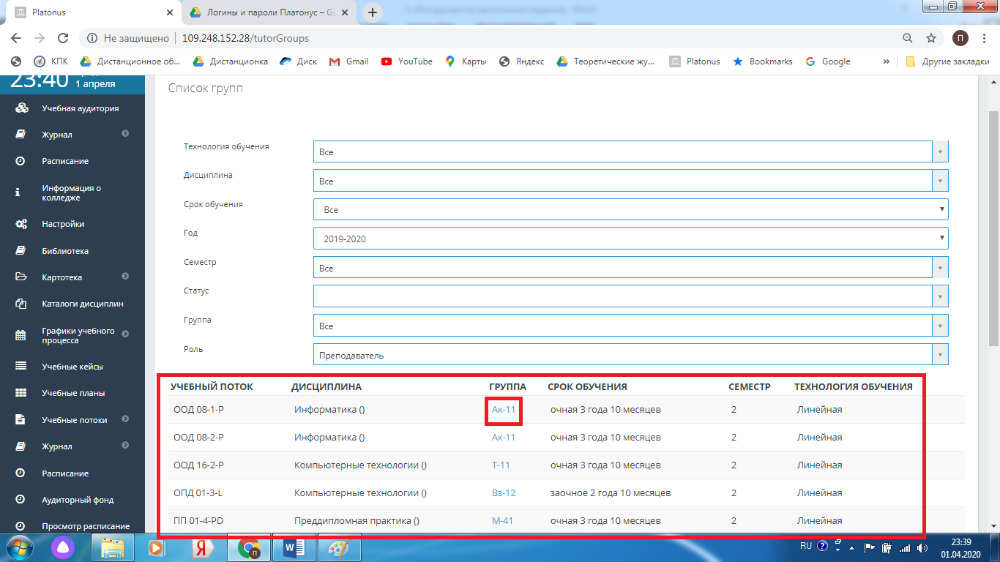 Platonus
Логины и пароли Платонус – Go
Не защищено
109.248.152.28/tutorGroups
п
КПК
Дистанционное об...
Дистанционка
Диск
Gmail
YouTube
Карты
Яндекс
Теоретические жу...
Platonus
Bookmarks
Google
»
Другие закладки
23:40
1 апреля
Учебная аудитория
Журнал
Расписание
Информация о
колледже
Настройки
Библиотека
Картотека
Каталоги дисциплин
Графики учебного
процесса
Учебные кейсы
Учебные планы
Учебные потоки
Журнал
Расписание
Аудиторный фонд
Просмотр расписание
Список групп
Технология обучения
Все
Дисциплина
Все
Срок обучения
Все
Год
2019-2020
Семестр
Все
Статус
Группа
Все
Роль
Преподаватель
УЧЕБНЫЙ ПОТОК ДИСЦИПЛИНА ГРУППА СРОК ОБУЧЕНИЯ СЕМЕСТР ТЕХНОЛОГИЯ ОБУЧЕНИЯ
ООД 08-1-Р Информатика () Ак-11 очная 3 года 10 месяцев 2 Линейная
ООД 08-2-Р Информатика () Ак-11 очная 3 года 10 месяцев 2 Линейная
ООД 16-2-Р Компьютерные технологии () Т-11 очная 3 года 10 месяцев 2 Линейная
ОПД 01-3-L Компьютерные технологии () Вз-12 заочное 2 года 10 месяцев 2 Линейная
ПП 01-4-PD Преддипломная практика () М-41 очная 3 года 10 месяцев 2 Линейная
RU
23:39
01.04.2020